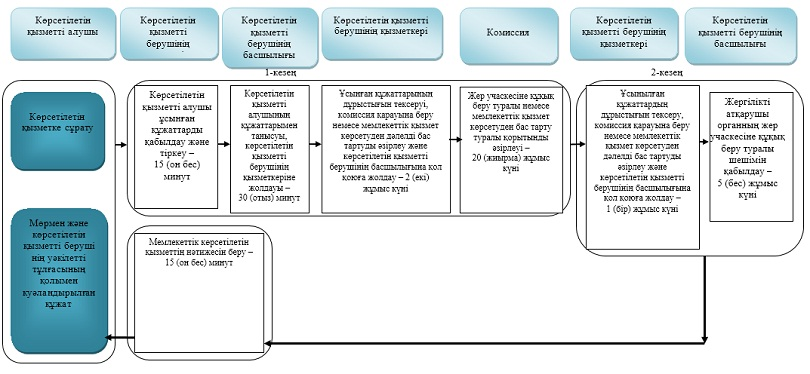 Көрсетілетін
қызметті алушы
Көрсетілетін
қызметті
берушінің
Көрсетілетін
қызметті
берушінің
басшылығы
Көрсетілетін қызметті
берушінің қызметкері
Комиссия
Көрсетілетін
қызметті берушінің
қызметкері
Көрсетілетін
қызметті берушінің
басшылығы
1-кезең
2-кезең
Көрсетілетін
қызметке сұрату
Көрсетілетін
қызметті алушы
ұсынған
құжаттарды
қабылдау және
тіркеу –
15 (он бес)
минут
Көрсетілетін
қызметті
алушының
құжаттарымен
танысуы,
көрсетілетін
қызметті
берушінің
қызметкеріне
жолдауы –
30 (отыз) минут
Ұсынған құжаттарының
дұрыстығын тексеруі,
комиссия қарауына беру
немесе мемлекеттік қызмет
көрсетуден дәлелді бас
тартуды әзірлеу және
көрсетілетін қызметті
берушінің басшылығына қол
қоюға жолдау – 2 (екі)
жұмыс күні
Жер учаскесіне құқық
беру туралы немесе
мемлекеттік қызмет
көрсетуден бас тарту
туралы қорытынды
әзірлеуі –
20 (жиырма) жұмыс
күні
Ұсынылған
құжаттардың
дұрыстығын тексеру,
комиссия қарауына беру
немесе мемлекеттік
қызмет көрсетуден
дәлелді бас тартуды
әзірлеу және
көрсетілетін қызметті
берушінің басшылығына
қол қоюға жолдау –
1 (бір) жұмыс күні
Жергілікті
атқарушы
органның жер
учаскесіне құқық
беру туралы
шешімін
қабылдау –
5 (бес) жұмыс
күні
Мөрмен және
көрсетілетін
қызметті беруші
нің уәкілетті
тұлғасының
қолымен
куәландырылған
құжат
Мемлекеттік көрсетілетін
қызметтің нәтижесін беру –
15 (он бес) минут